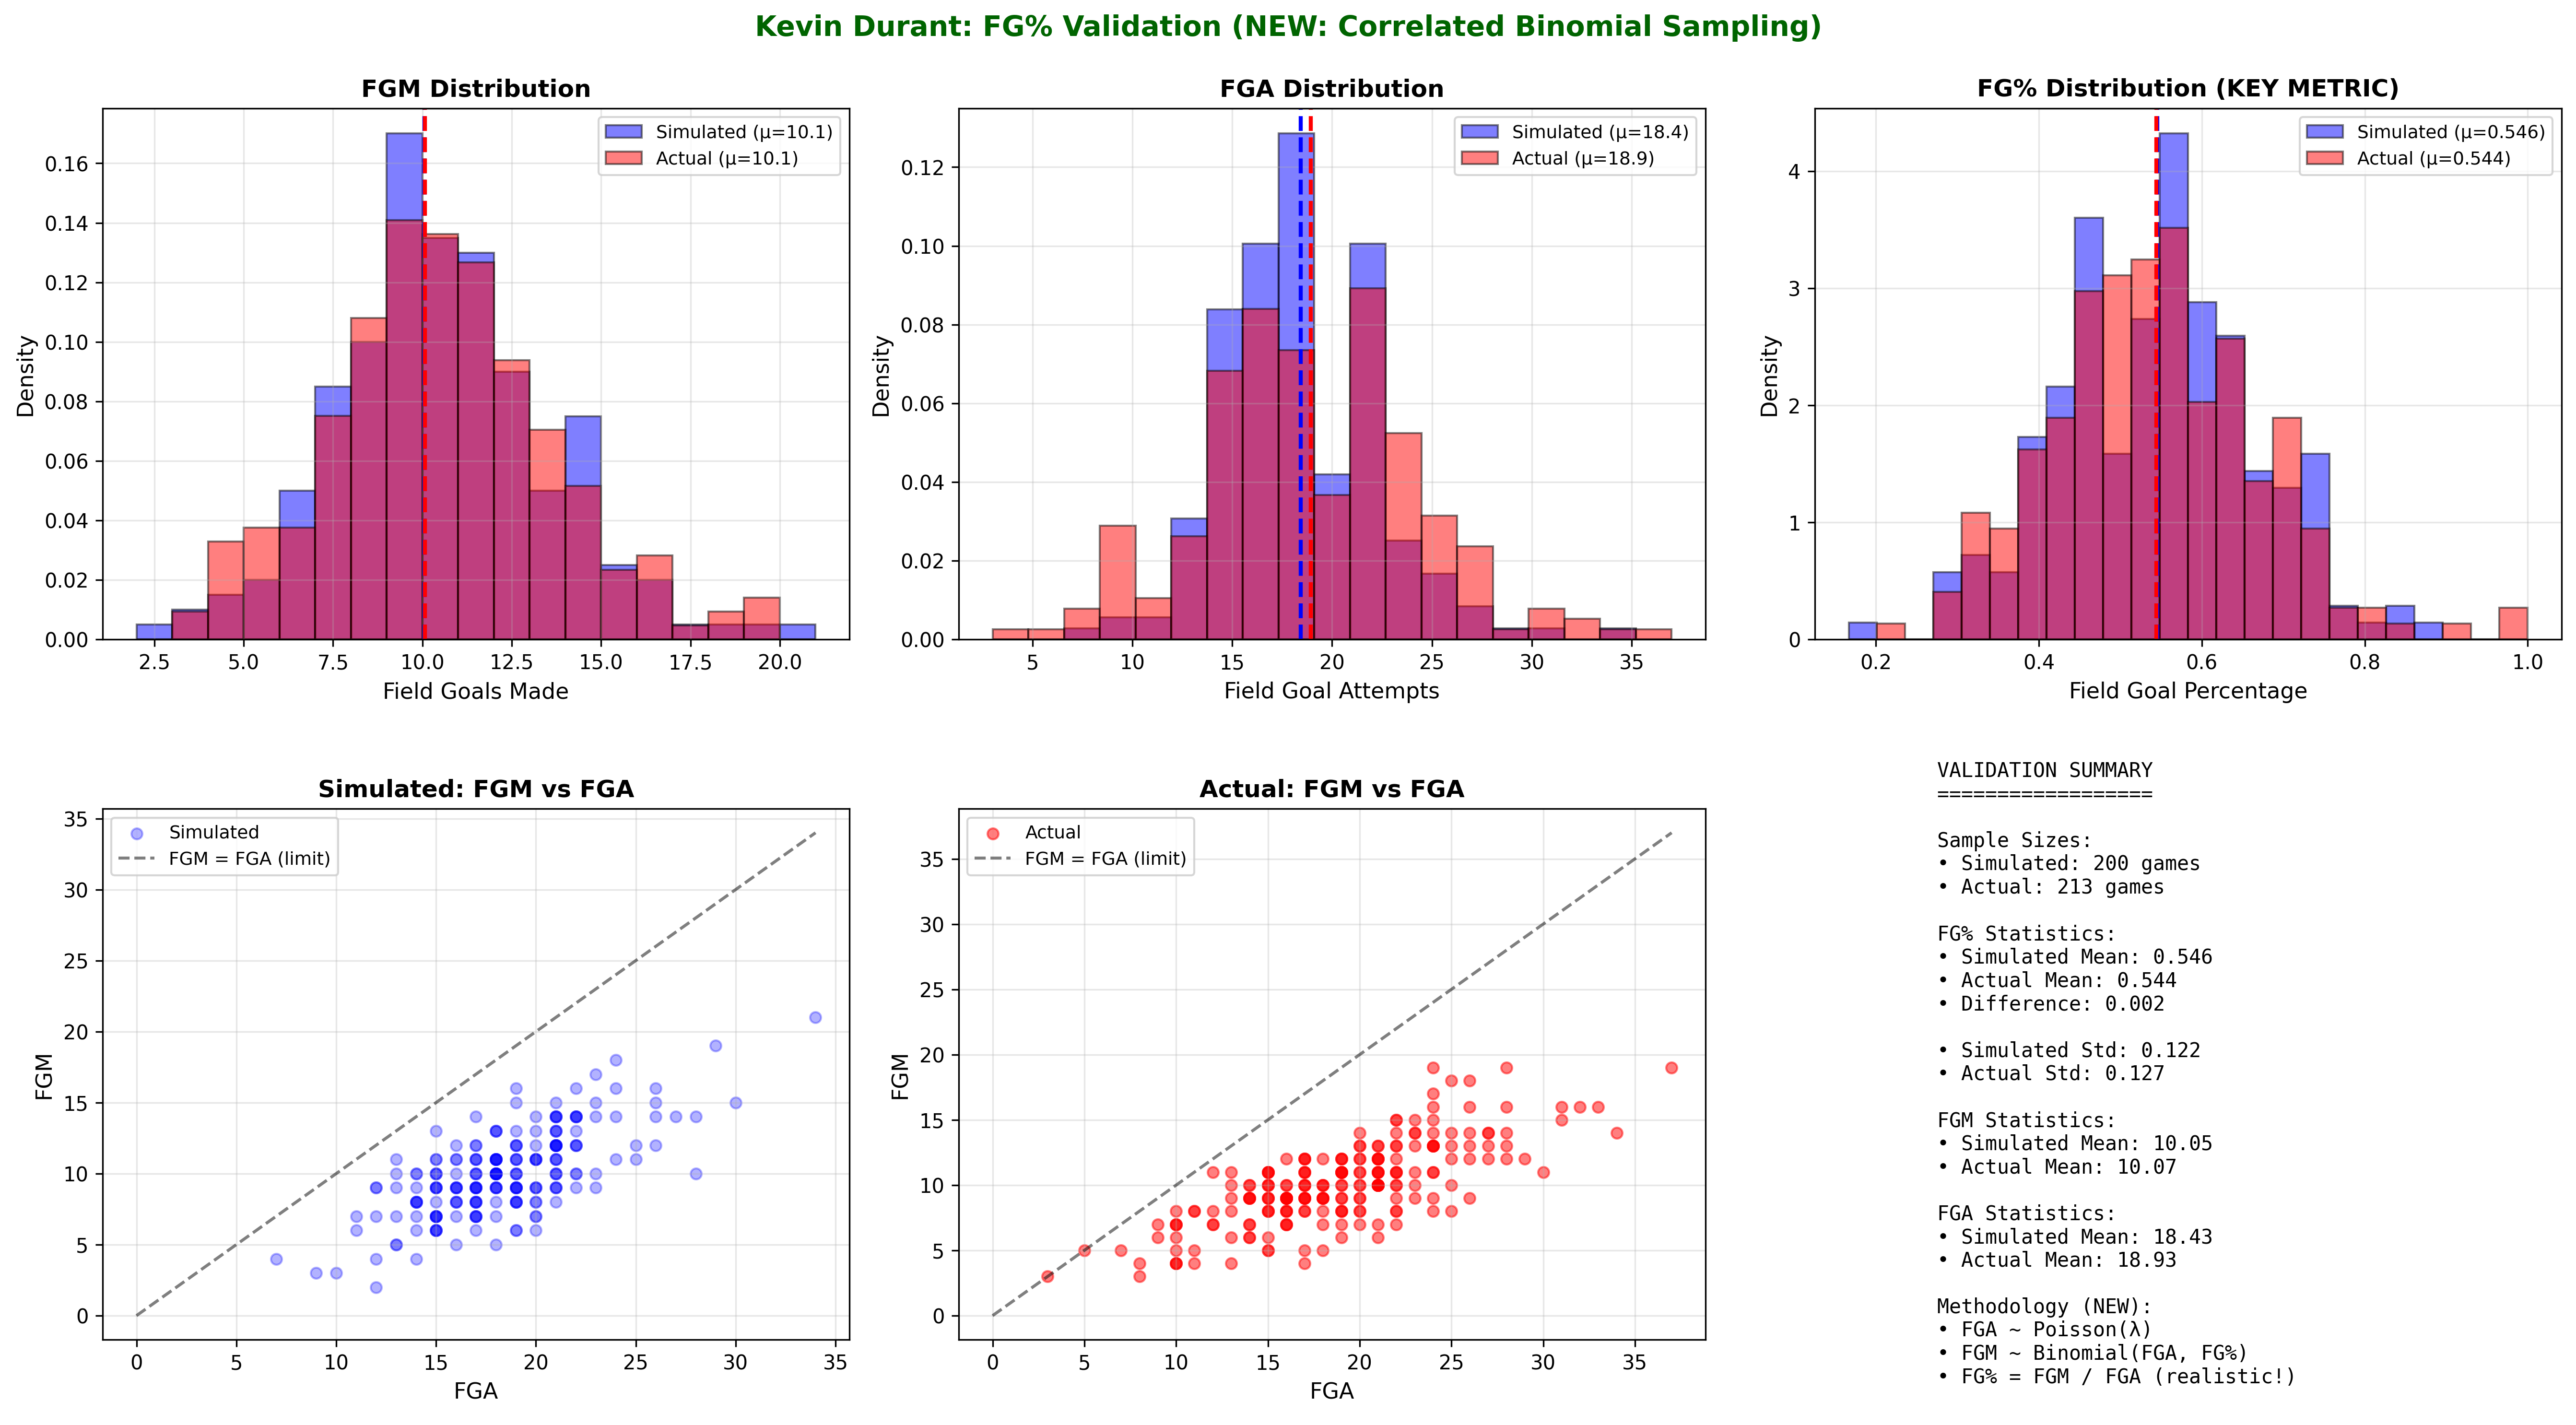 Kevin Durant: FG% Validation (NEW: Correlated Binomial Sampling)
FGM Distribution
Simulated (μ=10.1)
Actual (μ=10.1)
Density
0.16
0.14
0.12
0.10
0.08
0.06
0.04
0.02
0.00
2.5 5.0 7.5 10.0 12.5 15.0 17.5 20.0
Field Goals Made
FGA Distribution
Simulated (μ=18.4)
Actual (μ=18.9)
Density
0.12
0.10
0.08
0.06
0.04
0.02
0.00
5 10 15 20 25 30 35
Field Goal Attempts
FG% Distribution (KEY METRIC)
Simulated (μ=0.546)
Actual (μ=0.544)
Density
4
3
2
1
0
0.2 0.4 0.6 0.8 1.0
Field Goal Percentage
Simulated: FGM vs FGA
Simulated
FGM = FGA (limit)
FGM
35
30
25
20
15
10
5
0
0 5 10 15 20 25 30 35
FGA
Actual: FGM vs FGA
Actual
FGM = FGA (limit)
FGM
35
30
25
20
15
10
5
0
0 5 10 15 20 25 30 35
FGA
VALIDATION SUMMARY
==================
Sample Sizes:
• Simulated: 200 games
• Actual: 213 games
FG% Statistics:
• Simulated Mean: 0.546
• Actual Mean: 0.544
• Difference: 0.002
• Simulated Std: 0.122
• Actual Std: 0.127
FGM Statistics:
• Simulated Mean: 10.05
• Actual Mean: 10.07
FGA Statistics:
• Simulated Mean: 18.43
• Actual Mean: 18.93
Methodology (NEW):
• FGA ~ Poisson(λ)
• FGM ~ Binomial(FGA, FG%)
• FG% = FGM / FGA (realistic!)